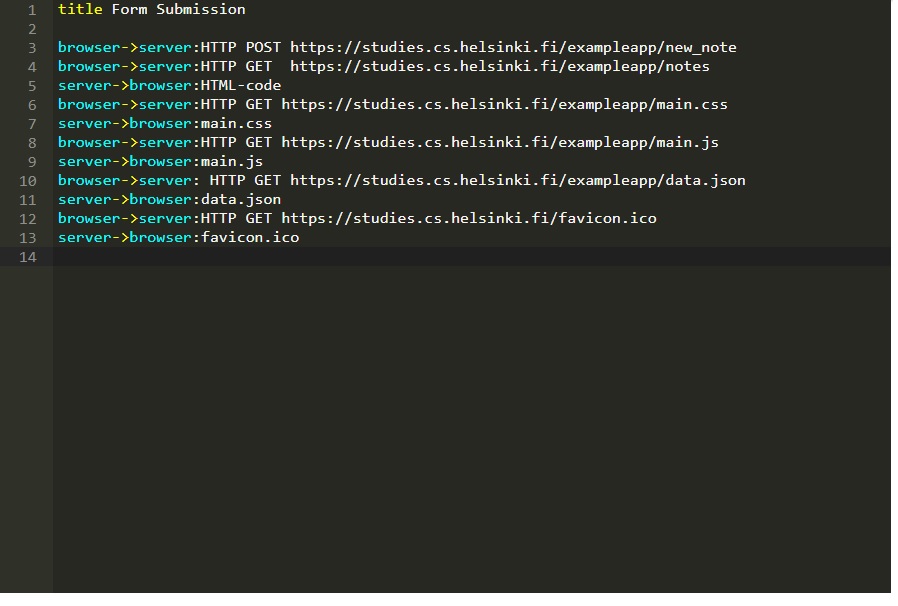 1 title Form Submission
2
3 browser->server:HTTP POST https://studies.cs.helsinki.fi/exampleapp/new_note
4 browser->server:HTTP GET  https://studies.cs.helsinki.fi/exampleapp/notes
5 server->browser:HTML-code
6 browser->server:HTTP GET https://studies.cs.helsinki.fi/exampleapp/main.css
7 server->browser:main.css
8 browser->server:HTTP GET https://studies.cs.helsinki.fi/exampleapp/main.js
9 server->browser:main.js
10 browser->server: HTTP GET https://studies.cs.helsinki.fi/exampleapp/data.json
11 server->browser:data.json
12 browser->server:HTTP GET https://studies.cs.helsinki.fi/favicon.ico
13 server->browser:favicon.ico
14